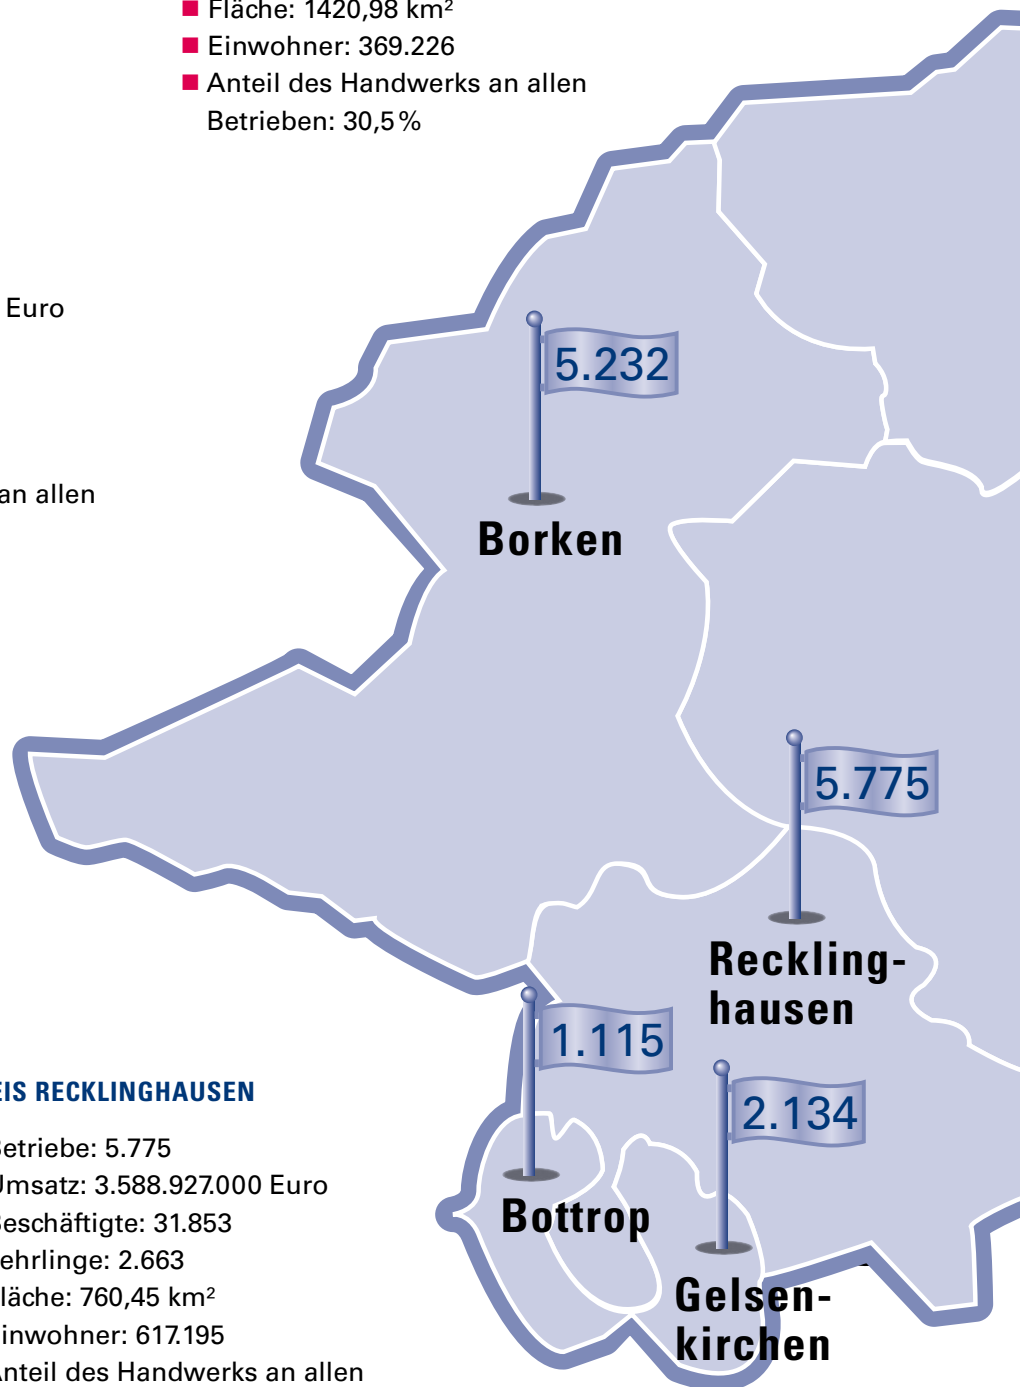 Fläche: 1420,98 km²
Einwohner: 369.226
Anteil des Handwerks an allen
Betrieben: 30,5 %
Euro
an allen
5.232
Borken
5.775
Reckling-
hausen
1.115
Bottrop
2.134
Gelsen-
kirchen
EIS RECKLINGHAUSEN
Betriebe: 5.775
Umsatz: 3.588.927.000 Euro
Beschäftigte: 31.853
ehrlinge: 2.663
läche: 760,45 km²
inwohner: 617.195
Anteil des Handwerks an allen